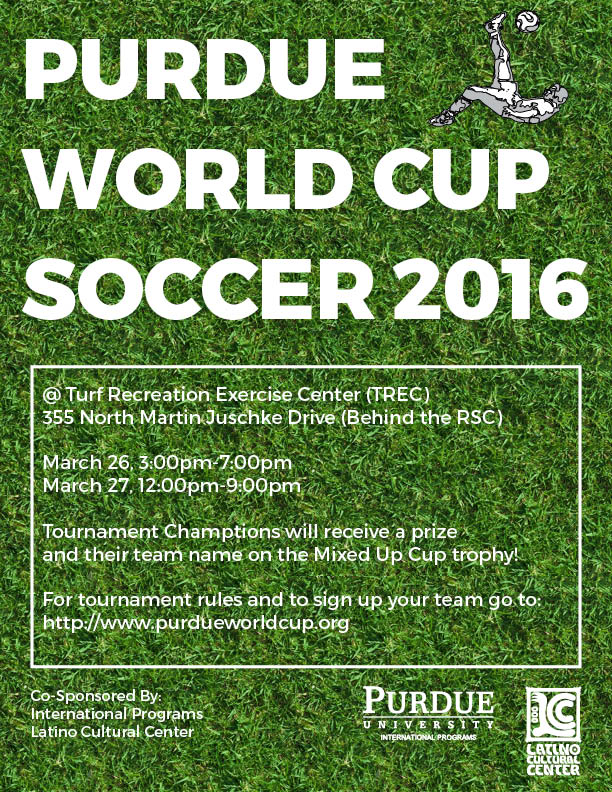 PURDUE
WORLD CUP
SOCCER 2016
@ Turf Recreation Exercise Center (TREC)
355 North Martin Juschke Drive (Behind the RSC)
March 26, 3:00pm-7:00pm
March 27, 12:00pm-9:00pm
Tournament Champtions will receive a prize
and their team name on the Mixed Up Cup trophy!
For tournament rules and to sign up your team go to:
http://www.purdueworldcup.org
Co-Sponsored By:
International Programs
Latino Cultural Center
PURDUE
UNIVERSITY
INTERNATIONAL PROGRAMS
LATINO
CULTURAL
CENTER